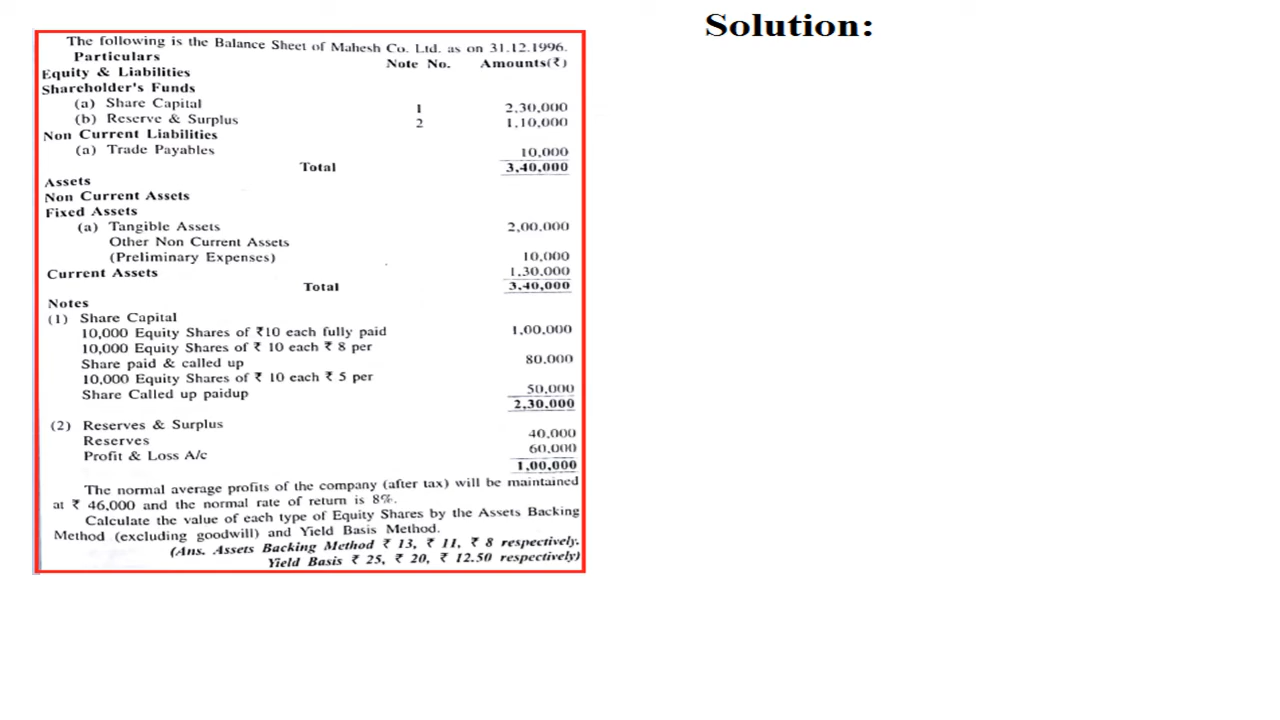 Solution:
The following is the Balance Sheet of Mahesh Co. Ltd. as on 31.12.1996.
Particulars Note No. Amounts(₹)
Equity & Liabilities
Shareholder's Funds
(a) Share Capital 1 2,30,000
(b) Reserve & Surplus 2 1,10,000
Non Current Liabilities
(a) Trade Payables 10,000
Total 3,40,000
Assets
Non Current Assets
Fixed Assets
(a) Tangible Assets 2,00,000
Other Non Current Assets
(Preliminary Expenses) 10,000
Current Assets 1,30,000
Total 3,40,000
Notes
(1) Share Capital
10,000 Equity Shares of ₹10 each fully paid 1,00,000
10,000 Equity Shares of ₹ 10 each ₹ 8 per
Share paid & called up 80,000
10,000 Equity Shares of ₹ 10 each ₹ 5 per
Share Called up paidup 50,000
2,30,000
(2) Reserves & Surplus
Reserves 40,000
Profit & Loss A/c 60,000
1,00,000
The normal average profits of the company (after tax) will be maintained
at ₹ 46,000 and the normal rate of return is 8%.
Calculate the value of each type of Equity Shares by the Assets Backing
Method (excluding goodwill) and Yield Basis Method.
(Ans. Assets Backing Method ₹ 13, ₹ 11, ₹ 8 respectively.
Yield Basis ₹ 25, ₹ 20, ₹ 12.50 respectively)